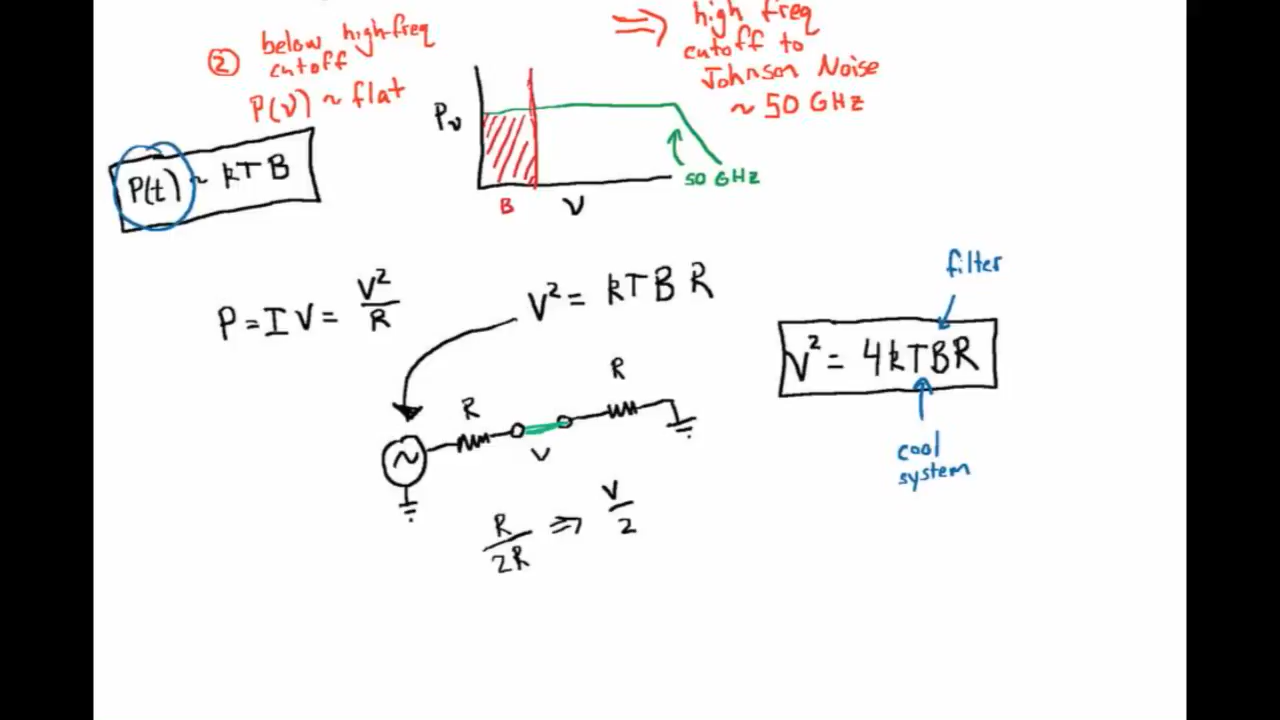 ② below high-freq
cutoff
P(ν) ~ flat
⇒ high freq
cutoff to
Johnson Noise
~ 50 GHz
Pν
50 GHz
B
ν
P(t) ~ kTB
P = IV = V²/R
V² = kTBR
filter
V² = 4kTBR
cool
system
R
R
~
V
R/2R ⇒ V/2